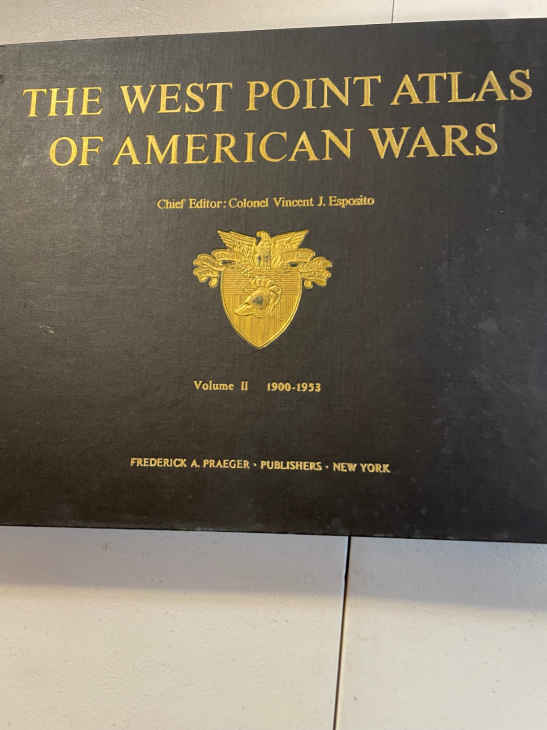 THE WEST POINT ATLAS
OF AMERICAN WARS
Chief Editor: Colonel Vincent J. Esposito
Volume II 1900-1953
FREDERICK A. PRAEGER • PUBLISHERS • NEW YORK